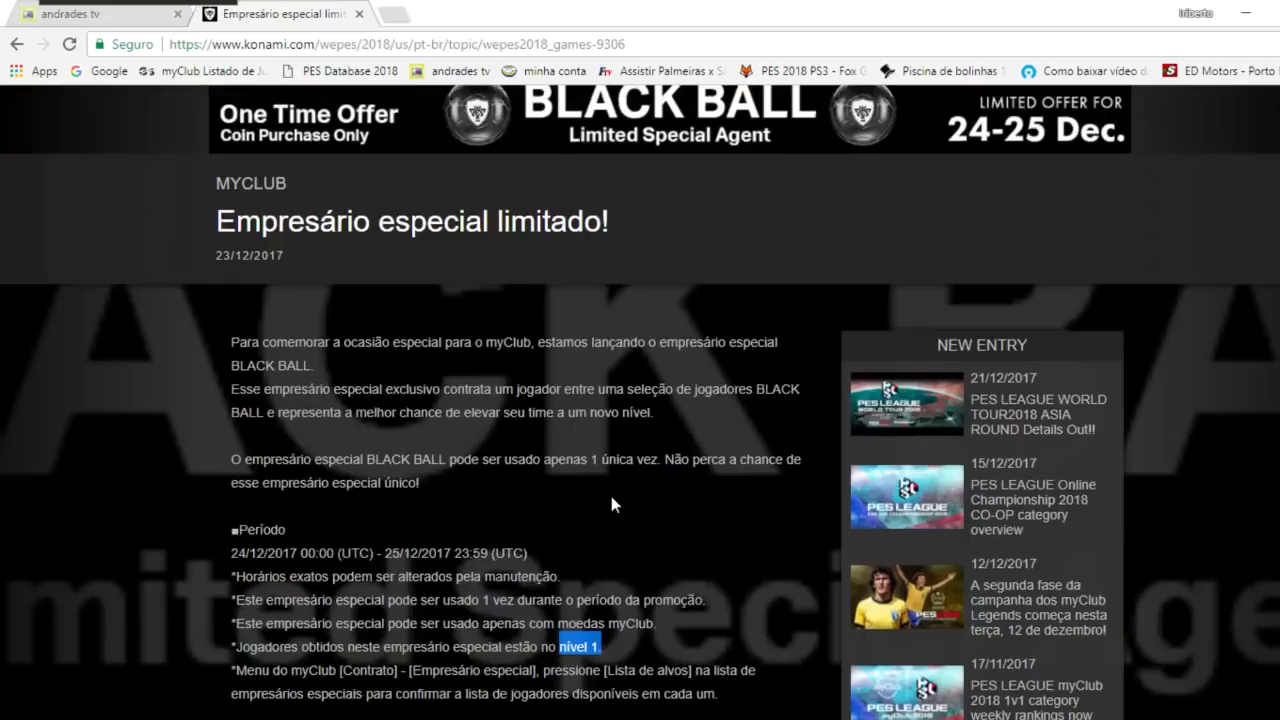 andrades tv
Empresário especial limit
Iriberto
Seguro
https://www.konami.com/wepes/2018/us/pt-br/topic/wepes2018_games-9306
Apps
Google
myClub Listado de Ju
PES Database 2018
andrades tv
minha conta
Assistir Palmeiras x S
PES 2018 PS3 - Fox G
Piscina de bolinhas
Como baixar vídeo d
ED Motors - Porto
One Time Offer
Coin Purchase Only
BLACK BALL
Limited Special Agent
LIMITED OFFER FOR
24-25 Dec.
MYCLUB
Empresário especial limitado!
23/12/2017
Para comemorar a ocasião especial para o myClub, estamos lançando o empresário especial
BLACK BALL.
Esse empresário especial exclusivo contrata um jogador entre uma seleção de jogadores BLACK
BALL e representa a melhor chance de elevar seu time a um novo nível.
O empresário especial BLACK BALL pode ser usado apenas 1 única vez. Não perca a chance de
esse empresário especial único!
■Período
24/12/2017 00:00 (UTC) - 25/12/2017 23:59 (UTC)
*Horários exatos podem ser alterados pela manutenção.
*Este empresário especial pode ser usado 1 vez durante o período da promoção.
*Este empresário especial pode ser usado apenas com moedas myClub.
*Jogadores obtidos neste empresário especial estão no nível 1.
*Menu do myClub [Contrato] - [Empresário especial], pressione [Lista de alvos] na lista de
empresários especiais para confirmar a lista de jogadores disponíveis em cada um.
NEW ENTRY
21/12/2017
PES LEAGUE WORLD
TOUR2018 ASIA
ROUND Details Out!!
15/12/2017
PES LEAGUE Online
Championship 2018
CO-OP category
overview
12/12/2017
A segunda fase da
campanha dos myClub
Legends começa nesta
terça, 12 de dezembro!
17/11/2017
PES LEAGUE myClub
2018 1v1 category
weekly rankings now